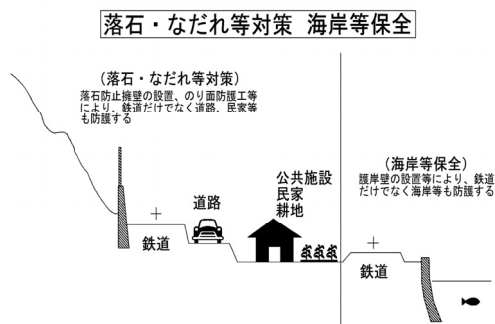 落石・なだれ等対策 海岸等保全
(落石・なだれ等対策)
落石防止擁壁の設置、のり面防護工等
により、鉄道だけでなく道路、民家等
も防護する
(海岸等保全)
護岸壁の設置等により、鉄道
だけでなく海岸等も防護する
公共施設
民家
耕地
道路
鉄道
鉄道